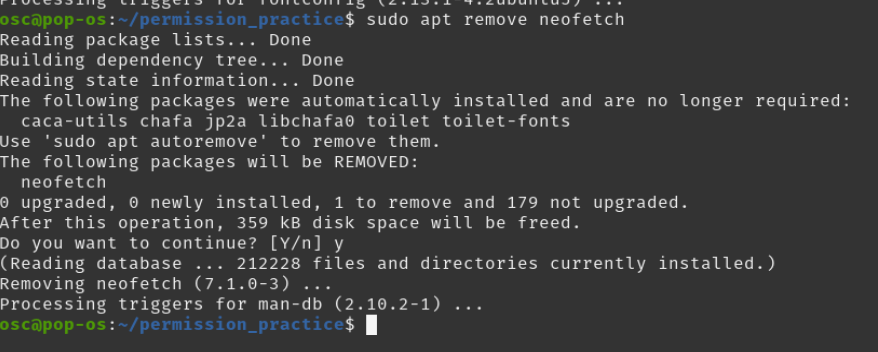 Processing triggers for fontconfig (2.13.1-4.2ubuntu5) ...
osc@pop-os:~/permission_practice$ sudo apt remove neofetch
Reading package lists... Done
Building dependency tree... Done
Reading state information... Done
The following packages were automatically installed and are no longer required:
  caca-utils chafa jp2a libchafa0 toilet toilet-fonts
Use 'sudo apt autoremove' to remove them.
The following packages will be REMOVED:
  neofetch
0 upgraded, 0 newly installed, 1 to remove and 179 not upgraded.
After this operation, 359 kB disk space will be freed.
Do you want to continue? [Y/n] y
(Reading database ... 212228 files and directories currently installed.)
Removing neofetch (7.1.0-3) ...
Processing triggers for man-db (2.10.2-1) ...
osc@pop-os:~/permission_practice$